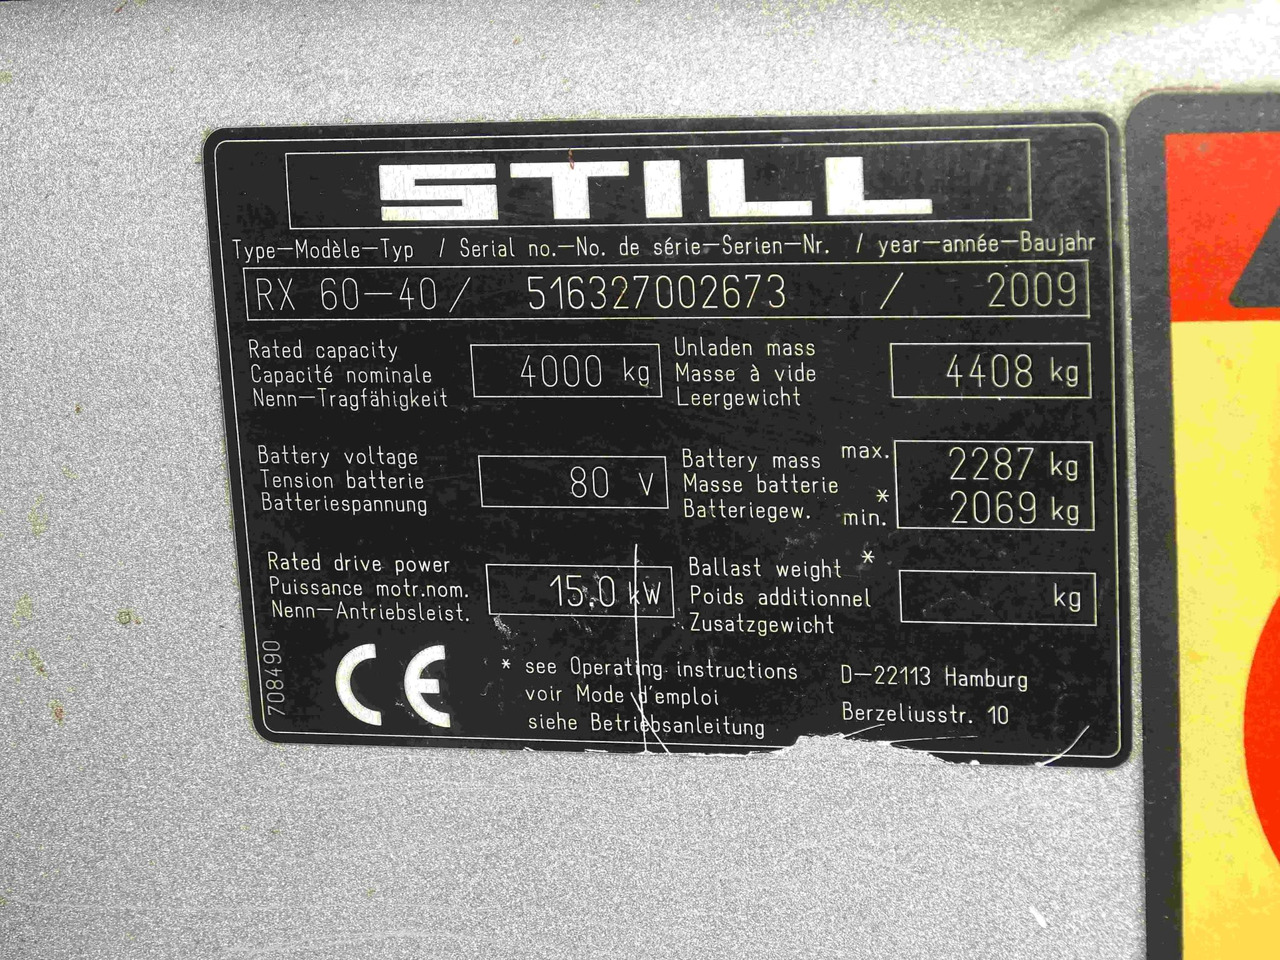 STILL
Type-Modèle-Typ / Serial no.-No. de série-Serien-Nr. / year-année-Baujahr
RX 60-40/ 516327002673 / 2009
Rated capacity
Capacité nominale
Nenn-Tragfähigkeit
4000 kg
Unladen mass
Masse à vide
Leergewicht
4408 kg
Battery voltage
Tension batterie
Batteriespannung
80 V
Battery mass
Masse batterie
Batteriegew.
max.
* min.
2287 kg
2069 kg
Rated drive power
Puissance motr.nom.
Nenn-Antriebsleist.
15.0 kW
Ballast weight *
Poids additionnel
Zusatzgewicht
kg
708490
CE
* see Operating instructions
voir Mode d'emploi
siehe Betriebsanleitung
D-22113 Hamburg
Berzeliusstr. 10